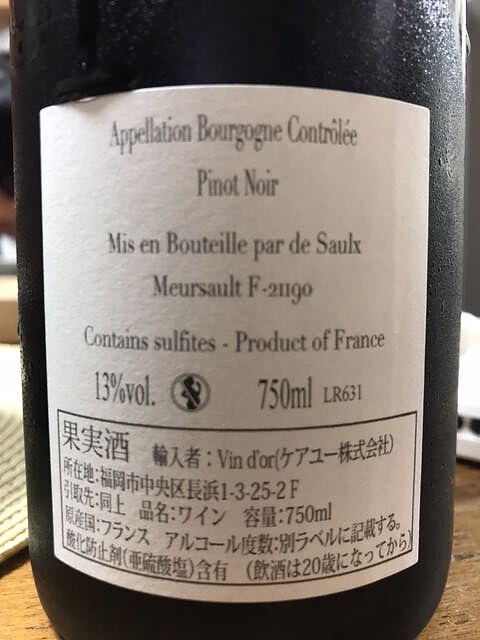 Appellation Bourgogne Contrôlée
Pinot Noir
Mis en Bouteille par de Saulx
Meursault F-21190
Contains sulfites - Product of France
13%vol. 750ml LR631
果実酒 輸入者：Vin d'or(ケアユー株式会社)
所在地:福岡市中央区長浜1-3-25-2F
引取先:同上 品名:ワイン 容量:750ml
原産国:フランス アルコール度数:別ラベルに記載する。
酸化防止剤(亜硫酸塩)含有 (飲酒は20歳になってから)